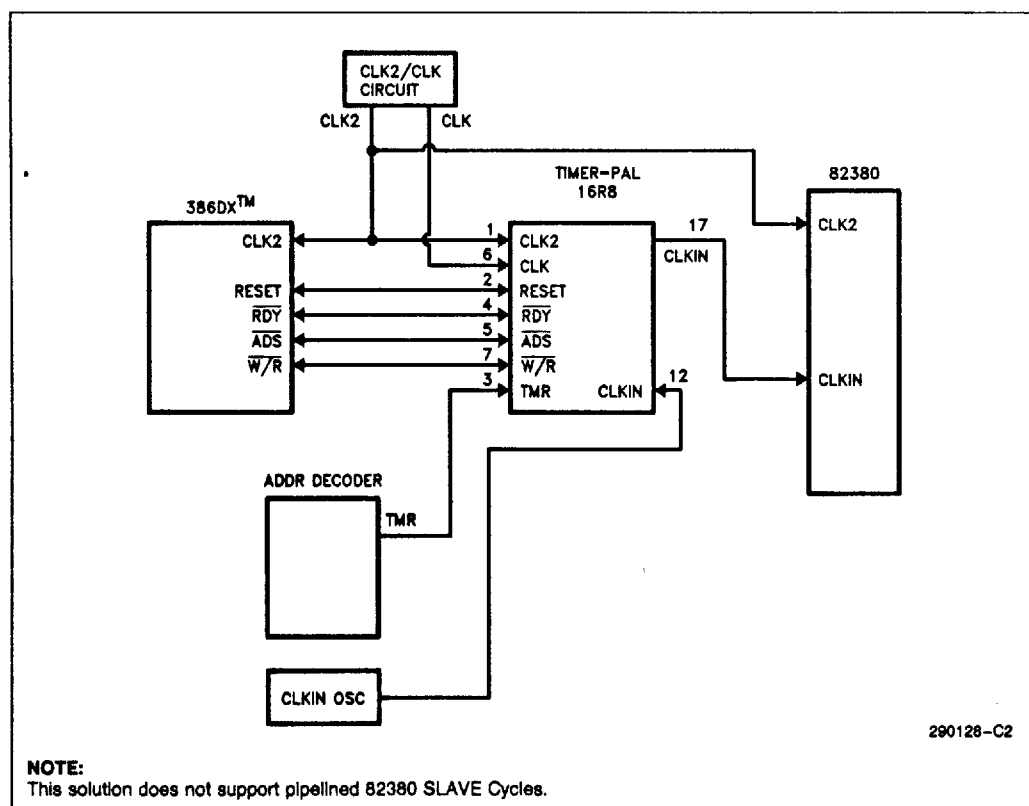 CLK2/CLK
CIRCUIT
CLK2
CLK
TIMER-PAL
16R8
82380
386DX™
CLK2
1
CLK2
17
CLKIN
CLK2
6
CLK
RESET
2
RESET
RDY
4
RDY
ADS
5
ADS
W/R
7
W/R
3
TMR
CLKIN
12
CLKIN
ADDR DECODER
TMR
CLKIN OSC
290128-C2
NOTE:
This solution does not support pipelined 82380 SLAVE Cycles.